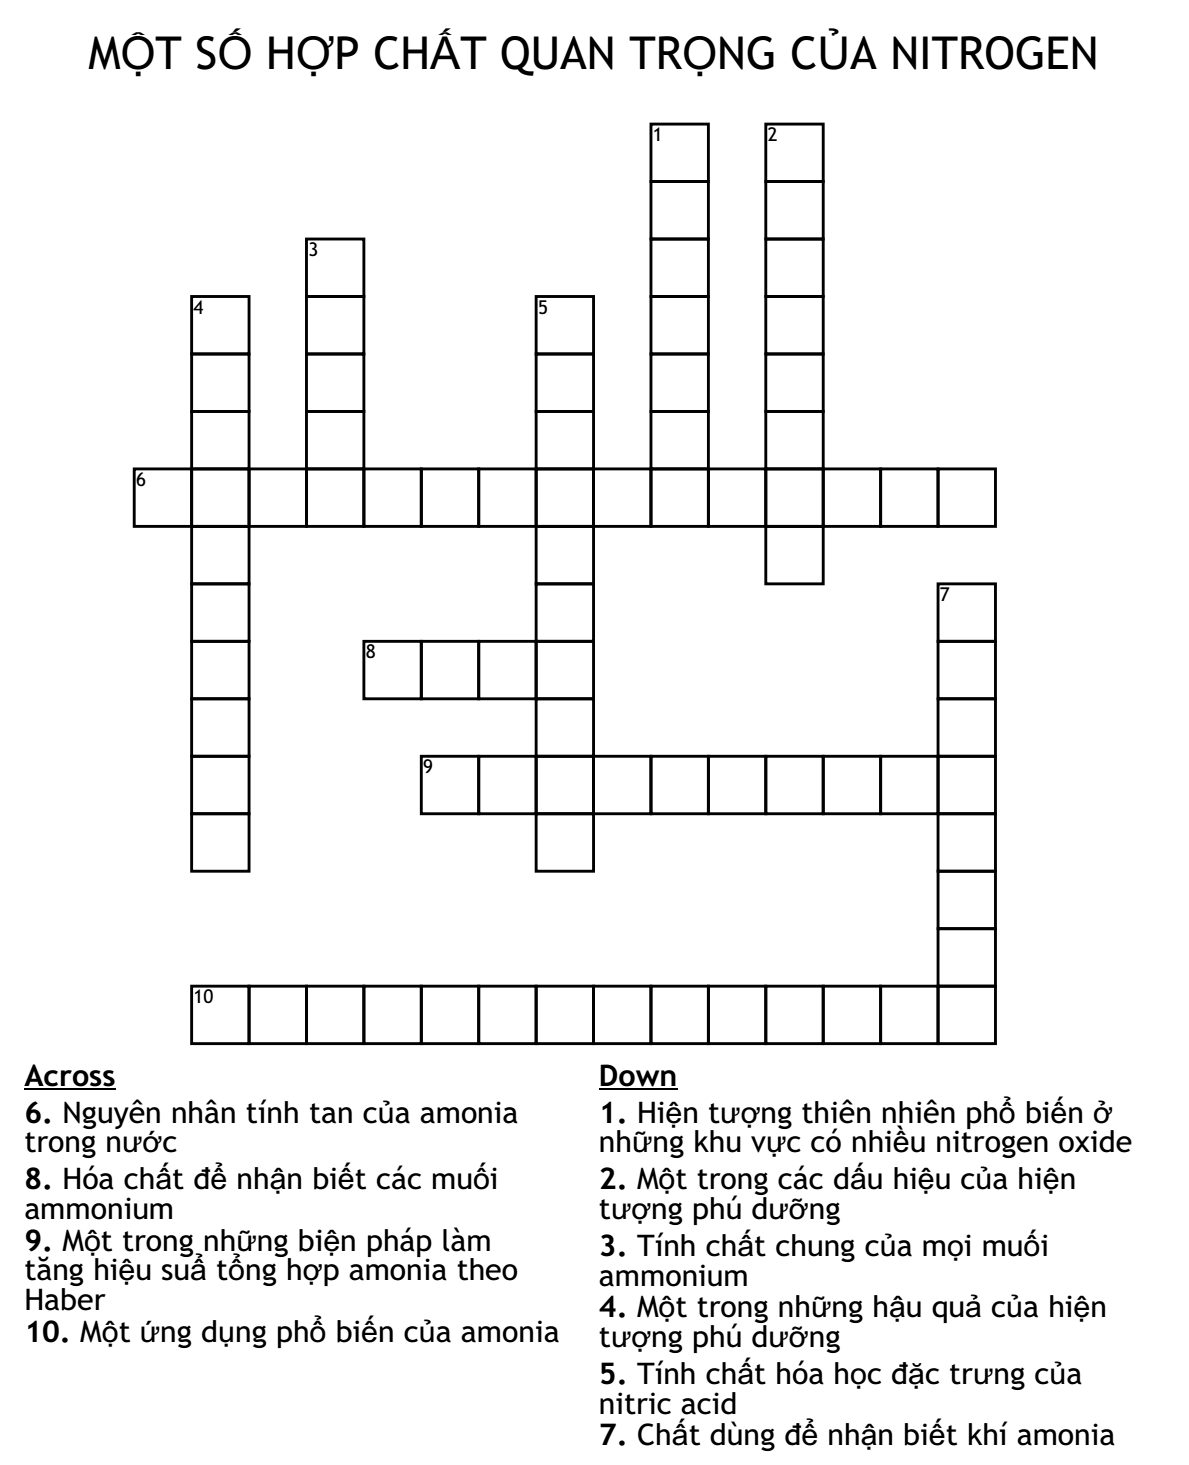 MỘT SỐ HỢP CHẤT QUAN TRỌNG CỦA NITROGEN
1 2
3
4 5
6
7
8
9
10
Across
6. Nguyên nhân tính tan của amonia
trong nước
8. Hóa chất để nhận biết các muối
ammonium
9. Một trong những biện pháp làm
tăng hiệu suẩ tổng hợp amonia theo
Haber
10. Một ứng dụng phổ biến của amonia
Down
1. Hiện tượng thiên nhiên phổ biến ở
những khu vực có nhiều nitrogen oxide
2. Một trong các dấu hiệu của hiện
tượng phú dưỡng
3. Tính chất chung của mọi muối
ammonium
4. Một trong những hậu quả của hiện
tượng phú dưỡng
5. Tính chất hóa học đặc trưng của
nitric acid
7. Chất dùng để nhận biết khí amonia